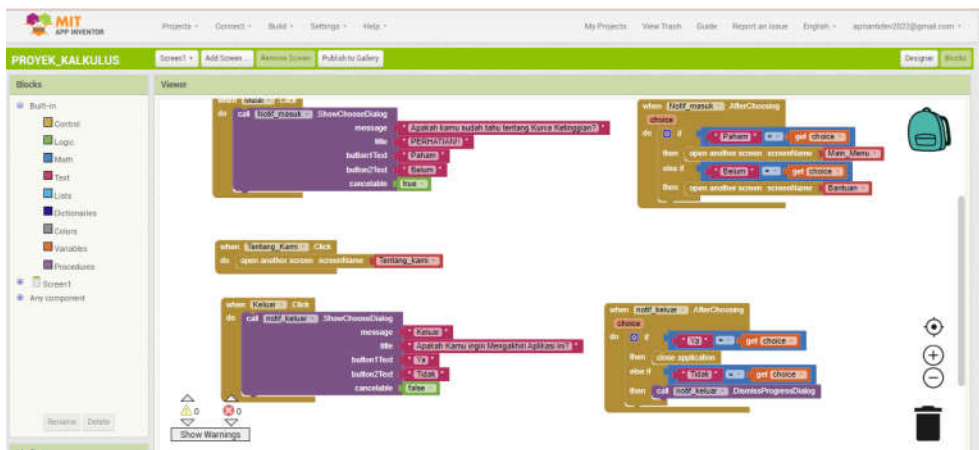 MIT
APP INVENTOR
Projects Connect Build Settings Help My Projects View Trash Guide Report an Issue English apriantidev2022@gmail.com
PROYEK_KALKULUS Screen1 Add Screen ... Remove Screen Publish to Gallery Designer Blocks
Blocks
Built-in
Control
Logic
Math
Text
Lists
Dictionaries
Colors
Variables
Procedures
Screen1
Any component
Rename Delete
Viewer
when Mulai Click
do call Notif_masuk ShowChooseDialog
message " Apakah kamu sudah tahu tentang Kurva Ketinggian? "
title " PERHATIAN!! "
button1Text " Paham "
button2Text " Belum "
cancelable true
when Notif_masuk AfterChoosing
choice
do if " Paham " = get choice
then open another screen screenName Main_Menu
else if " Belum " = get choice
then open another screen screenName Bantuan
when Tentang_Kami Click
do open another screen screenName Tentang_kami
when Keluar Click
do call notif_keluar ShowChooseDialog
message " Keluar "
title " Apakah Kamu ingin Mengakhiri Aplikasi ini? "
button1Text " Ya "
button2Text " Tidak "
cancelable false
when notif_keluar AfterChoosing
choice
do if " Ya " = get choice
then close application
else if " Tidak " = get choice
then call notif_keluar DismissProgressDialog
0 0
Show Warnings